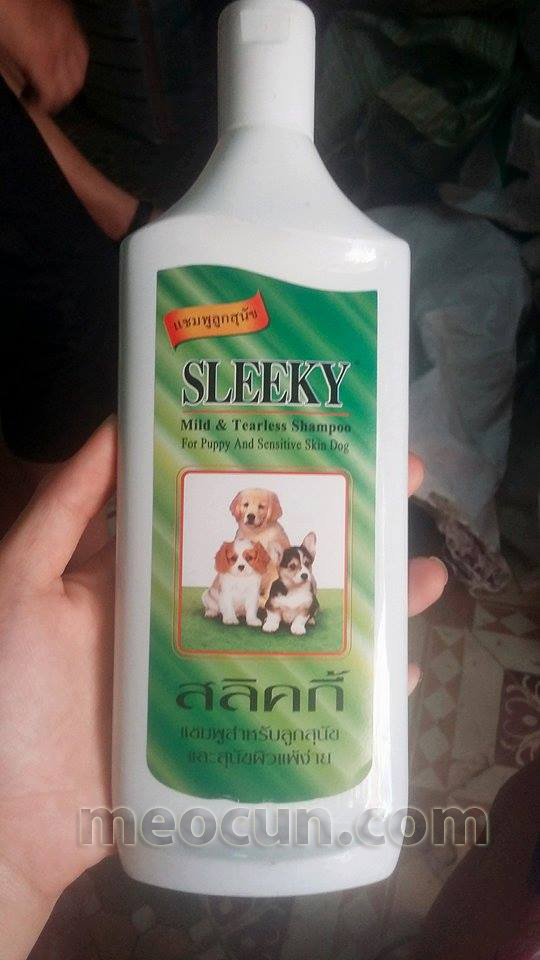 แชมพูลูกสุนัข
SLEEKY
Mild & Tearless Shampoo
For Puppy And Sensitive Skin Dog
สลิคกี้
แชมพูสำหรับลูกสุนัข
และสุนัขผิวแพ้ง่าย
meocun.com